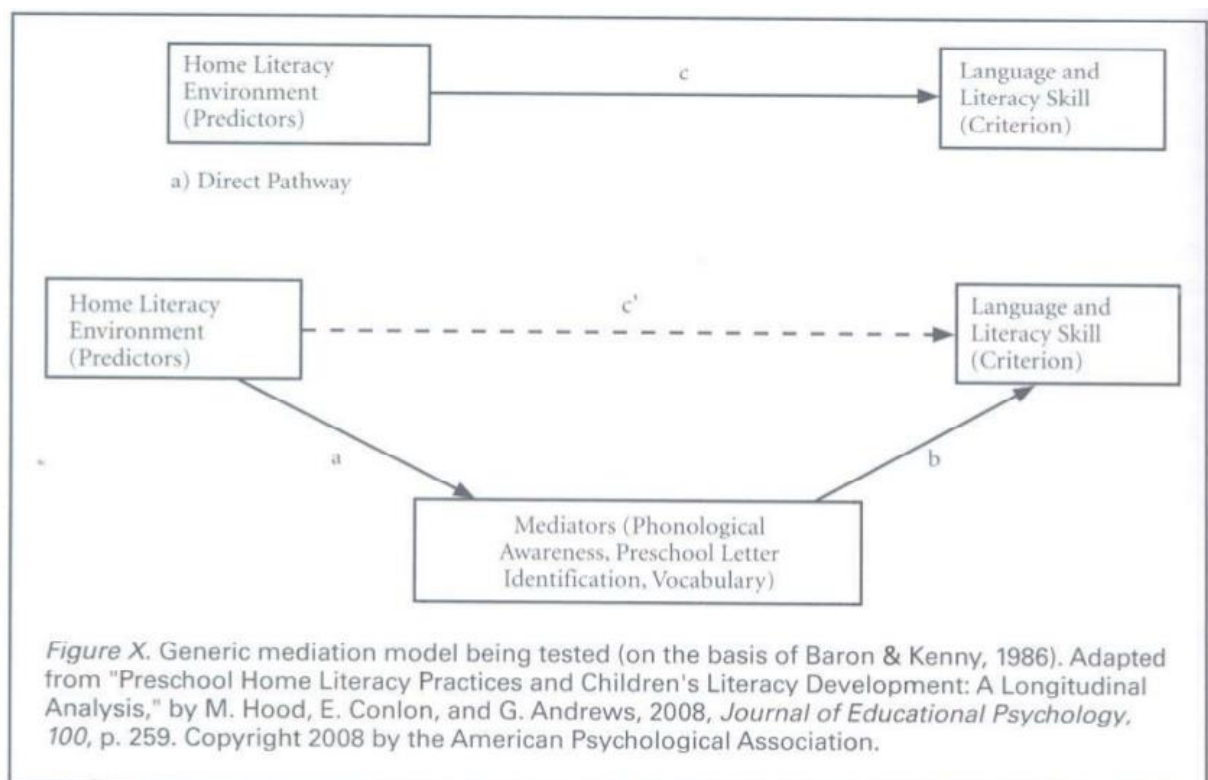 Home Literacy
Environment
(Predictors)
c
Language and
Literacy Skill
(Criterion)
a) Direct Pathway
Home Literacy
Environment
(Predictors)
c'
Language and
Literacy Skill
(Criterion)
a
b
Mediators (Phonological
Awareness, Preschool Letter
Identification, Vocabulary)
Figure X. Generic mediation model being tested (on the basis of Baron & Kenny, 1986). Adapted
from "Preschool Home Literacy Practices and Children's Literacy Development: A Longitudinal
Analysis," by M. Hood, E. Conlon, and G. Andrews, 2008, Journal of Educational Psychology,
100, p. 259. Copyright 2008 by the American Psychological Association.